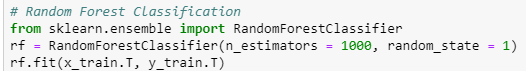 # Random Forest Classification
from sklearn.ensemble import RandomForestClassifier
rf = RandomForestClassifier(n_estimators = 1000, random_state = 1)
rf.fit(x_train.T, y_train.T)